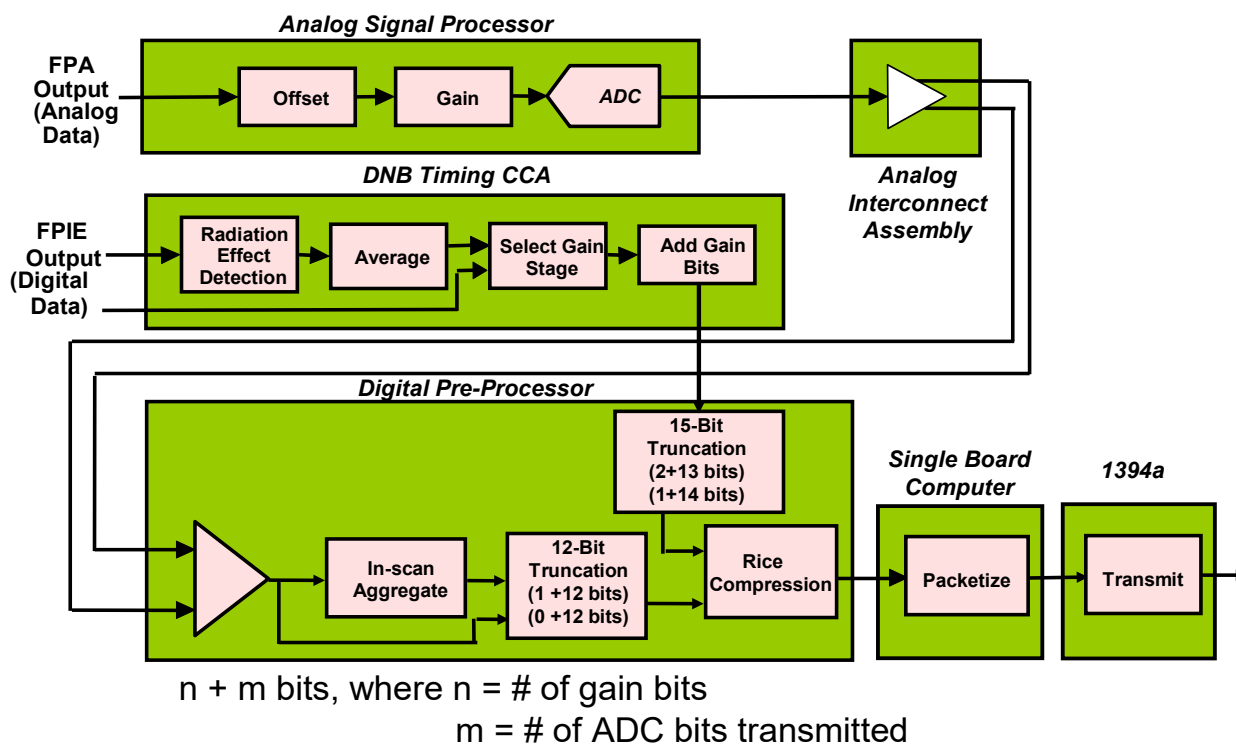 Analog Signal Processor
FPA
Output
(Analog
Data)
Offset
Gain
ADC
Analog
Interconnect
Assembly
DNB Timing CCA
FPIE
Output
(Digital
Data)
Radiation
Effect
Detection
Average
Select Gain
Stage
Add Gain
Bits
Digital Pre-Processor
15-Bit
Truncation
(2+13 bits)
(1+14 bits)
In-scan
Aggregate
12-Bit
Truncation
(1 +12 bits)
(0 +12 bits)
Rice
Compression
Single Board
Computer
Packetize
1394a
Transmit
n + m bits, where n = # of gain bits
m = # of ADC bits transmitted